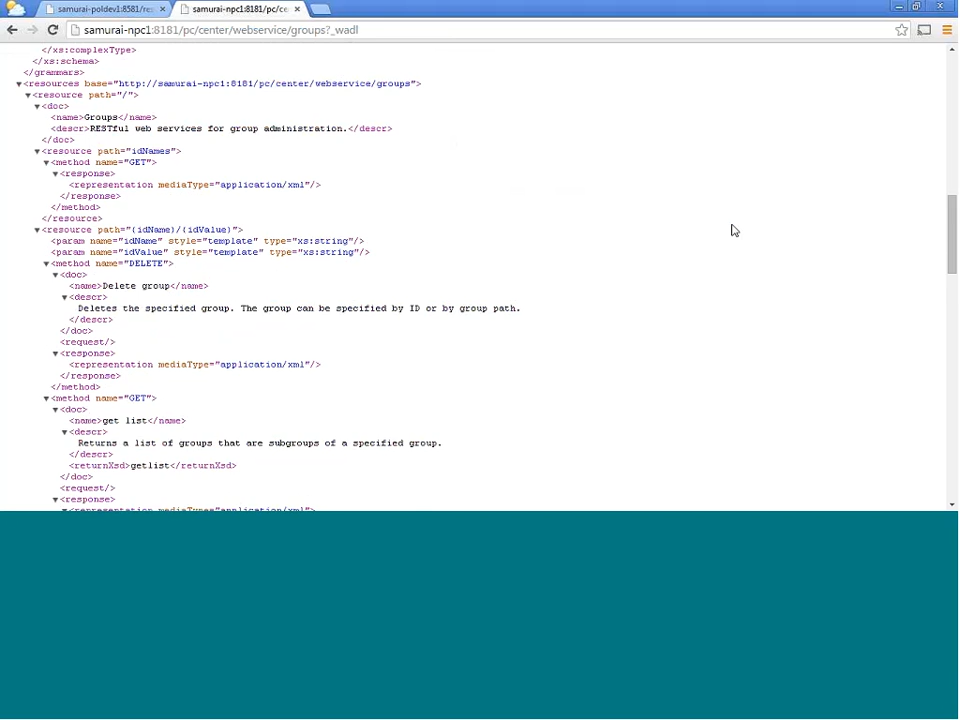 samurai-poldev1:8581/res
samurai-npc1:8181/pc/ce
samurai-npc1:8181/pc/center/webservice/groups?_wadl
</xs:complexType>
</xs:schema>
</grammars>
▼<resources base="http://samurai-npc1:8181/pc/center/webservice/groups">
▼<resource path="/">
▼<doc>
<name>Groups</name>
<descr>RESTful web services for group administration.</descr>
</doc>
▼<resource path="idNames">
▼<method name="GET">
▼<response>
<representation mediaType="application/xml"/>
</response>
</method>
</resource>
▼<resource path="{idName}/{idValue}">
<param name="idName" style="template" type="xs:string"/>
<param name="idValue" style="template" type="xs:string"/>
▼<method name="DELETE">
▼<doc>
<name>Delete group</name>
▼<descr>
Deletes the specified group. The group can be specified by ID or by group path.
</descr>
</doc>
<request/>
▼<response>
<representation mediaType="application/xml"/>
</response>
</method>
▼<method name="GET">
▼<doc>
<name>get list</name>
▼<descr>
Returns a list of groups that are subgroups of a specified group.
</descr>
<returnXsd>getlist</returnXsd>
</doc>
<request/>
▼<response>
▼<representation mediaType="application/xml">